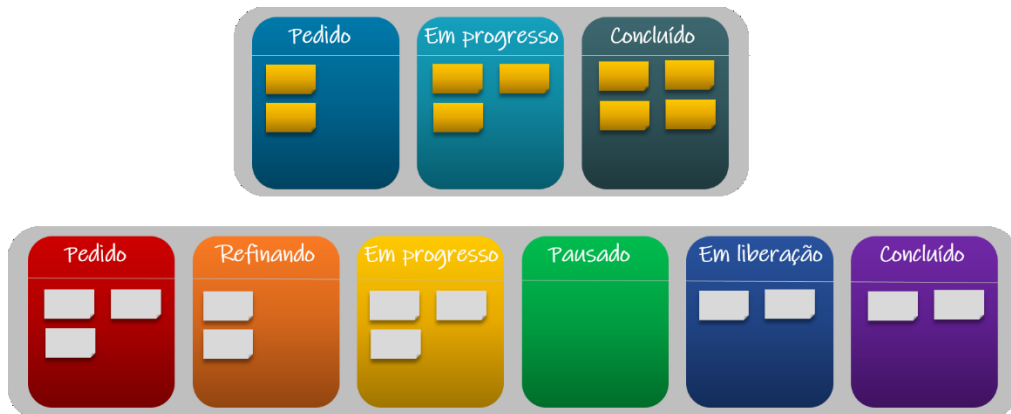 Pedido
Em progresso
Concluído
Pedido
Refinando
Em progresso
Pausado
Em liberação
Concluído